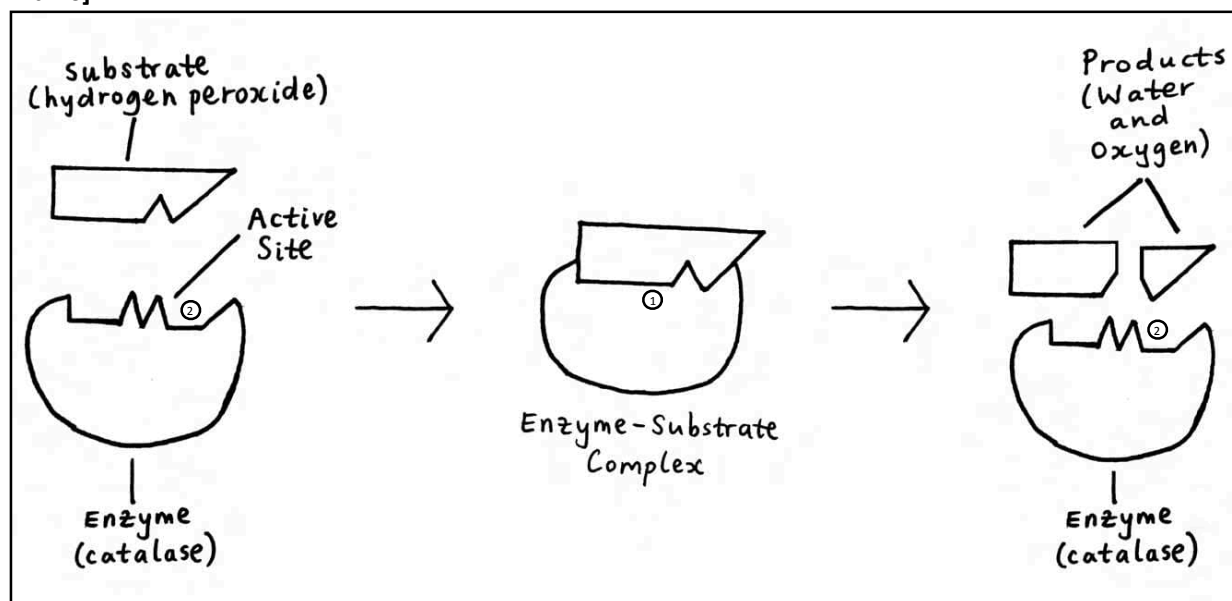 Substrate
(hydrogen peroxide)
Active
Site
②
Enzyme
(catalase)
①
Enzyme-Substrate
Complex
Products
(Water
and
Oxygen)
②
Enzyme
(catalase)